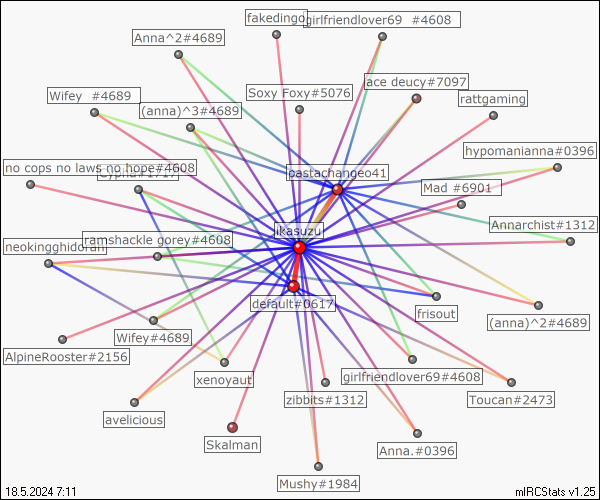 fakedingo
girlfriendlover69 #4608
Anna^2#4689
ace deucy#7097
Soxy Foxy#5076
Wifey #4689
rattgaming
(anna)^3#4689
hypomanianna#0396
no cops no laws no hope#4608
pastachangeo41
Mad #6901
Annarchist#1312
jkasuzu
ramshackle gorey#4608
neokingghidorah
default#0617
frisout
(anna)^2#4689
Wifey#4689
AlpineRooster#2156
xenoyaut
girlfriendlover69#4608
zibbits#1312
Toucan#2473
avelicious
Skalman
Anna.#0396
Mushy#1984
18.5.2024 7:11
mIRCStats v1.25